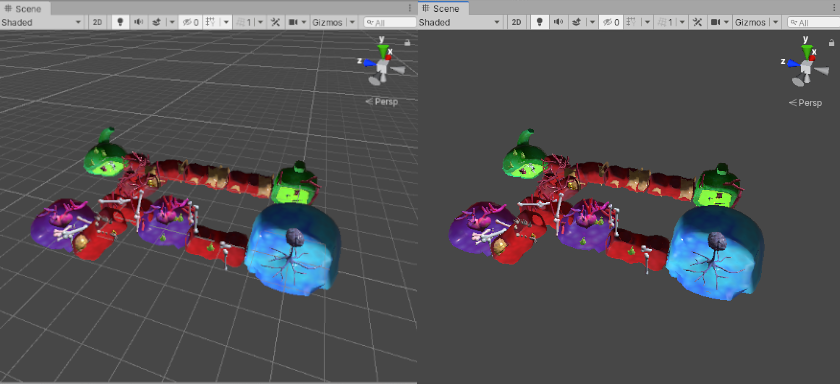 Scene
Shaded 2D 0 1 Gizmos All
y
x
z
Persp
Scene
Shaded 2D 0 1 Gizmos All
y
x
z
Persp